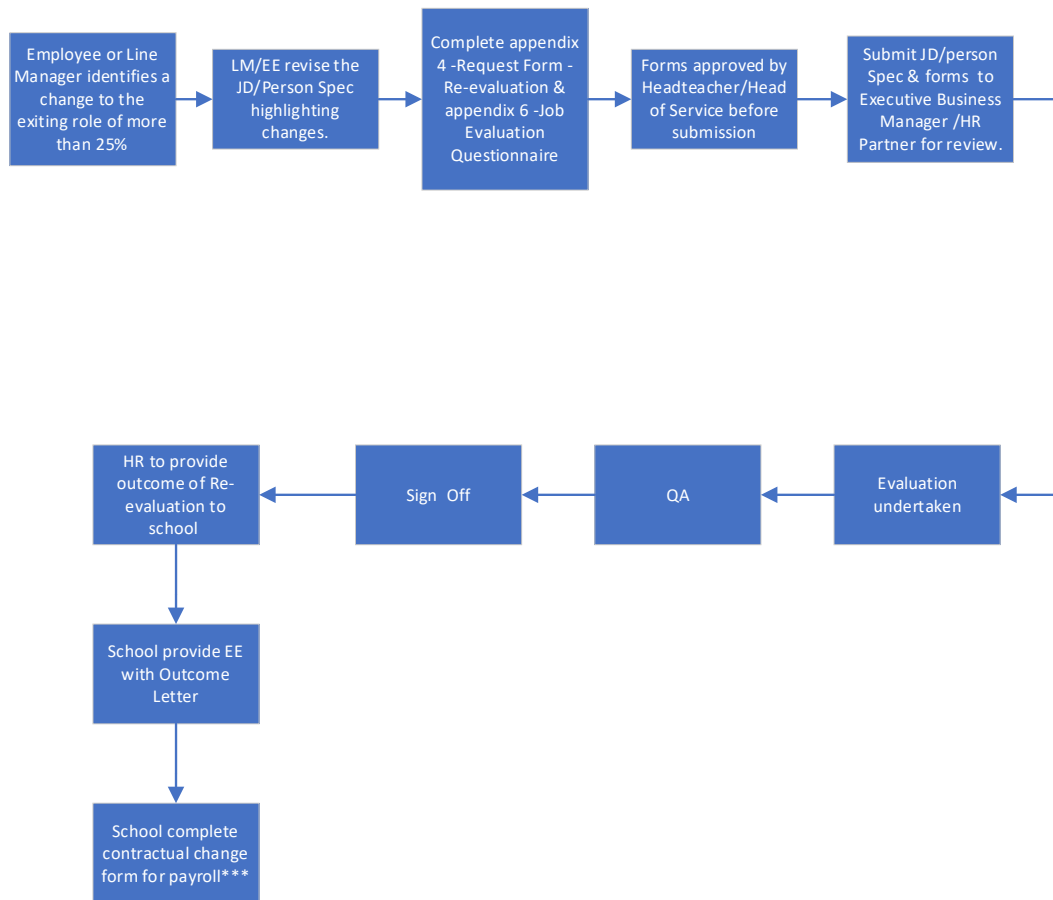 Employee or Line
Manager identifies a
change to the
exiting role of more
than 25%
LM/EE revise the
JD/Person Spec
highlighting
changes.
Complete appendix
4 -Request Form -
Re-evaluation &
appendix 6 -Job
Evaluation
Questionnaire
Forms approved by
Headteacher/Head
of Service before
submission
Submit JD/person
Spec & forms to
Executive Business
Manager /HR
Partner for review.
Evaluation
undertaken
QA
Sign Off
HR to provide
outcome of Re-
evaluation to
school
School provide EE
with Outcome
Letter
School complete
contractual change
form for payroll***